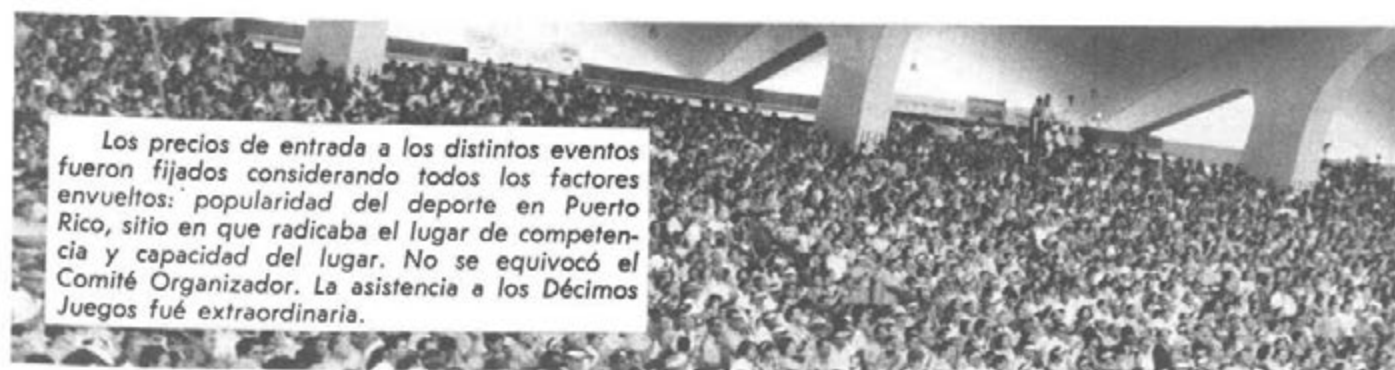 Los precios de entrada a los distintos eventos
fueron fijados considerando todos los factores
envueltos: popularidad del deporte en Puerto
Rico, sitio en que radicaba el lugar de competen-
cia y capacidad del lugar. No se equivocó el
Comité Organizador. La asistencia a los Décimos
Juegos fué extraordinaria.